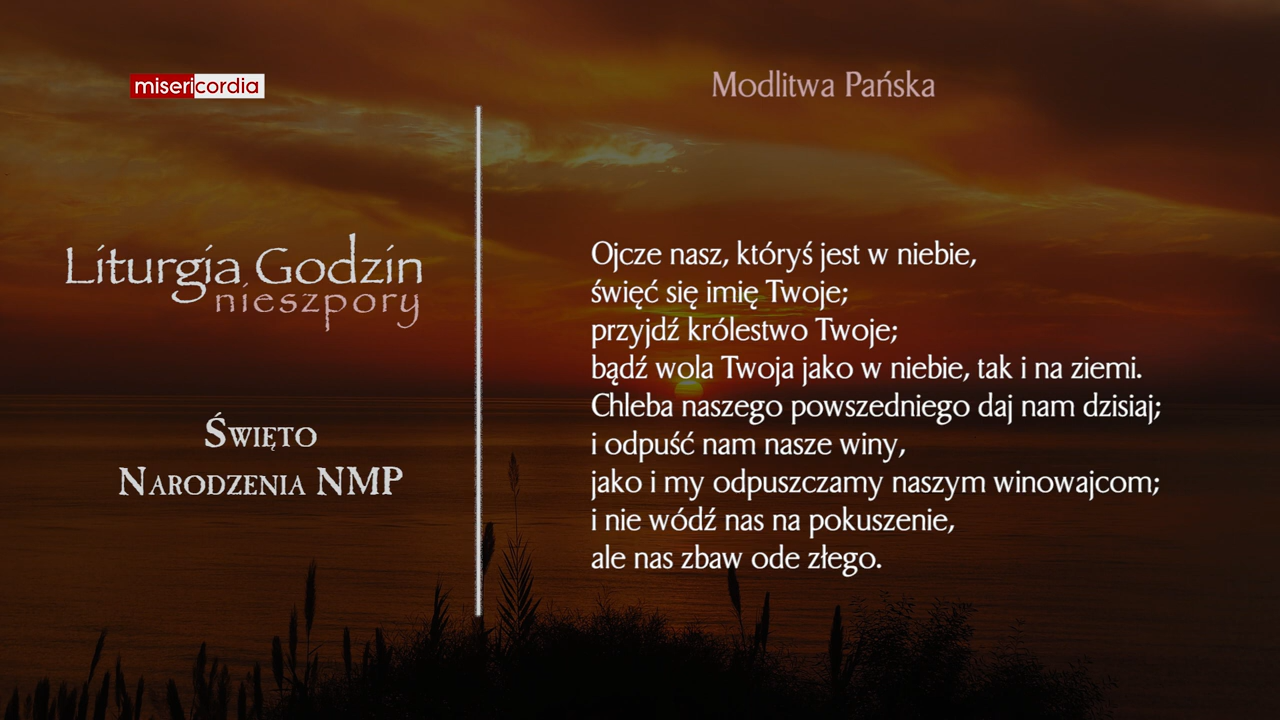 misericordia
Liturgia Godzin
nieszpory
Święto
Narodzenia NMP
Modlitwa Pańska
Ojcze nasz, któryś jest w niebie,
święć się imię Twoje;
przyjdź królestwo Twoje;
bądź wola Twoja jako w niebie, tak i na ziemi.
Chleba naszego powszedniego daj nam dzisiaj;
i odpuść nam nasze winy,
jako i my odpuszczamy naszym winowajcom;
i nie wódź nas na pokuszenie,
ale nas zbaw ode złego.